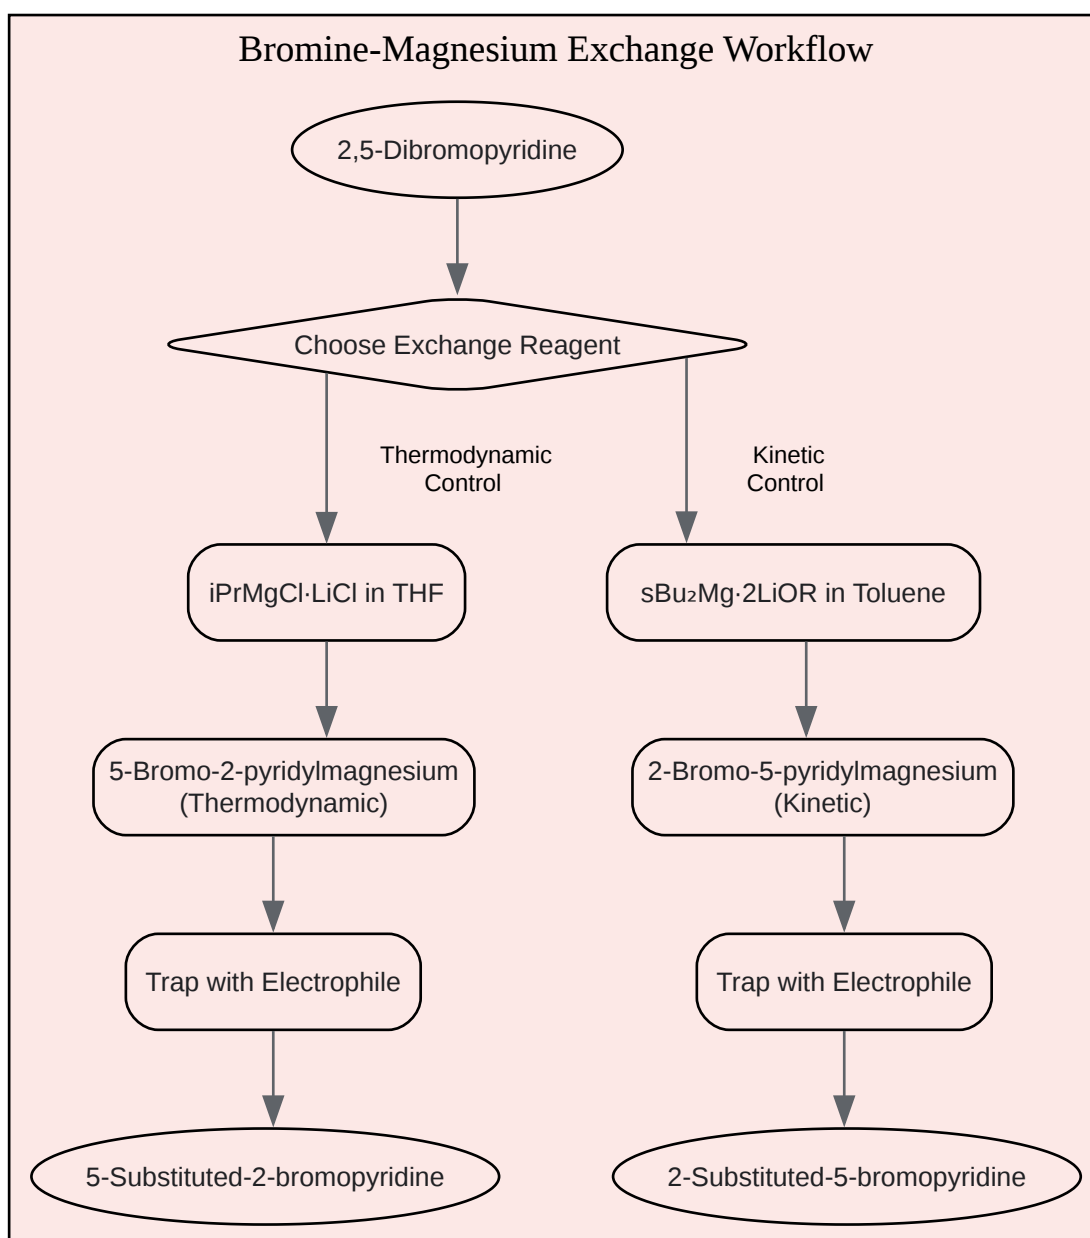 Bromine-Magnesium Exchange Workflow
2,5-Dibromopyridine
Choose Exchange Reagent
Thermodynamic
Control
Kinetic
Control
iPrMgCl·LiCl in THF
sBu₂Mg·2LiOR in Toluene
5-Bromo-2-pyridylmagnesium
(Thermodynamic)
2-Bromo-5-pyridylmagnesium
(Kinetic)
Trap with Electrophile
Trap with Electrophile
5-Substituted-2-bromopyridine
2-Substituted-5-bromopyridine